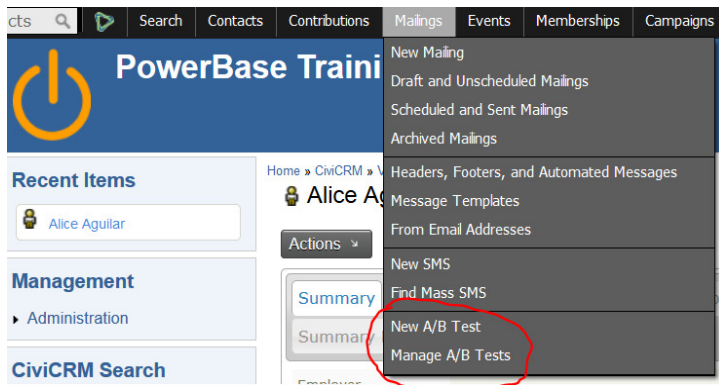 cts Search Contacts Contributions Mailings Events Memberships Campaigns
PowerBase Traini
New Mailing
Draft and Unscheduled Mailings
Scheduled and Sent Mailings
Archived Mailings
Headers, Footers, and Automated Messages
Message Templates
From Email Addresses
New SMS
Find Mass SMS
New A/B Test
Manage A/B Tests
Recent Items
Alice Aguilar
Management
Administration
CiviCRM Search
Home » CiviCRM » V
Alice Ag
Actions
Summary
Summary
Employer